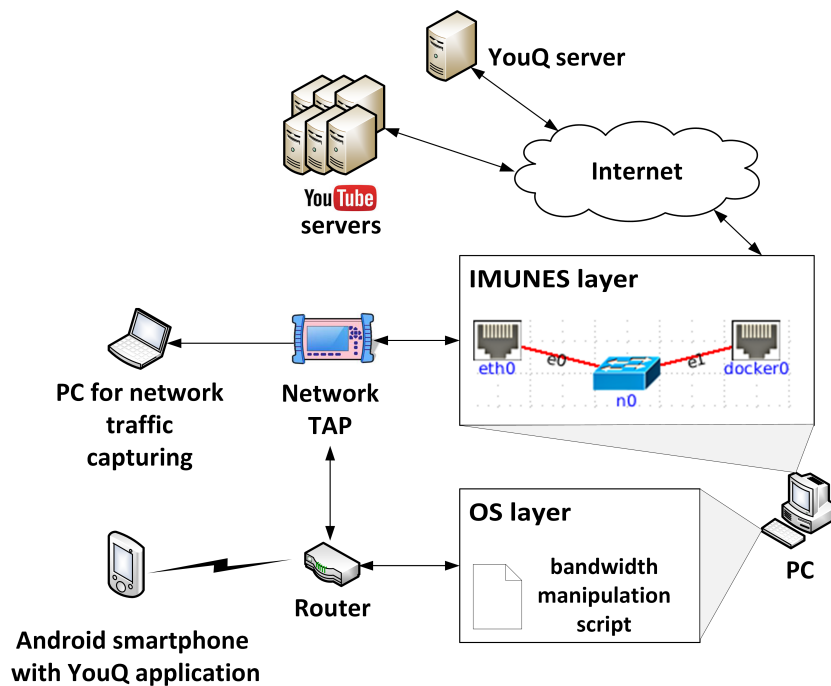 YouQ server
Internet
YouTube
servers
IMUNES layer
eth0
e0
n0
e1
docker0
PC for network
traffic
capturing
Network
TAP
OS layer
bandwidth
manipulation
script
PC
Router
Android smartphone
with YouQ application